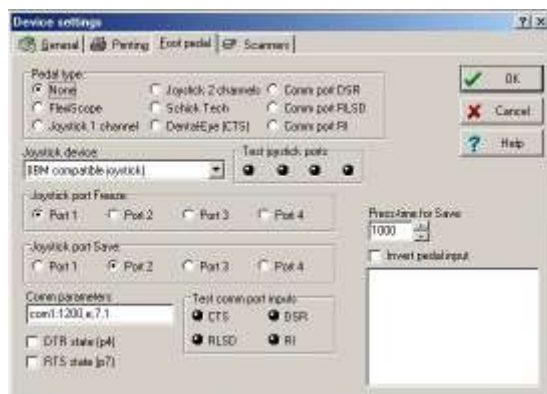 Device settings
General Printing Foot pedal Scanners
Pedal type:
None Joystick 2 channels Comm port DSR
FlexiScope Schick Tech Comm port RLSD
Joystick 1 channel DentalEye (CTS) Comm port RI
OK
Cancel
Help
Joystick device:
(IBM compatible joystick)
Test joystick ports
Joystick port Freeze:
Port 1 Port 2 Port 3 Port 4
Joystick port Save:
Port 1 Port 2 Port 3 Port 4
Press-time for Save:
1000
Invert pedal input
Comm parameters:
com1:1200,e,7,1
DTR state (p4)
RTS state (p7)
Test comm port inputs
CTS DSR
RLSD RI